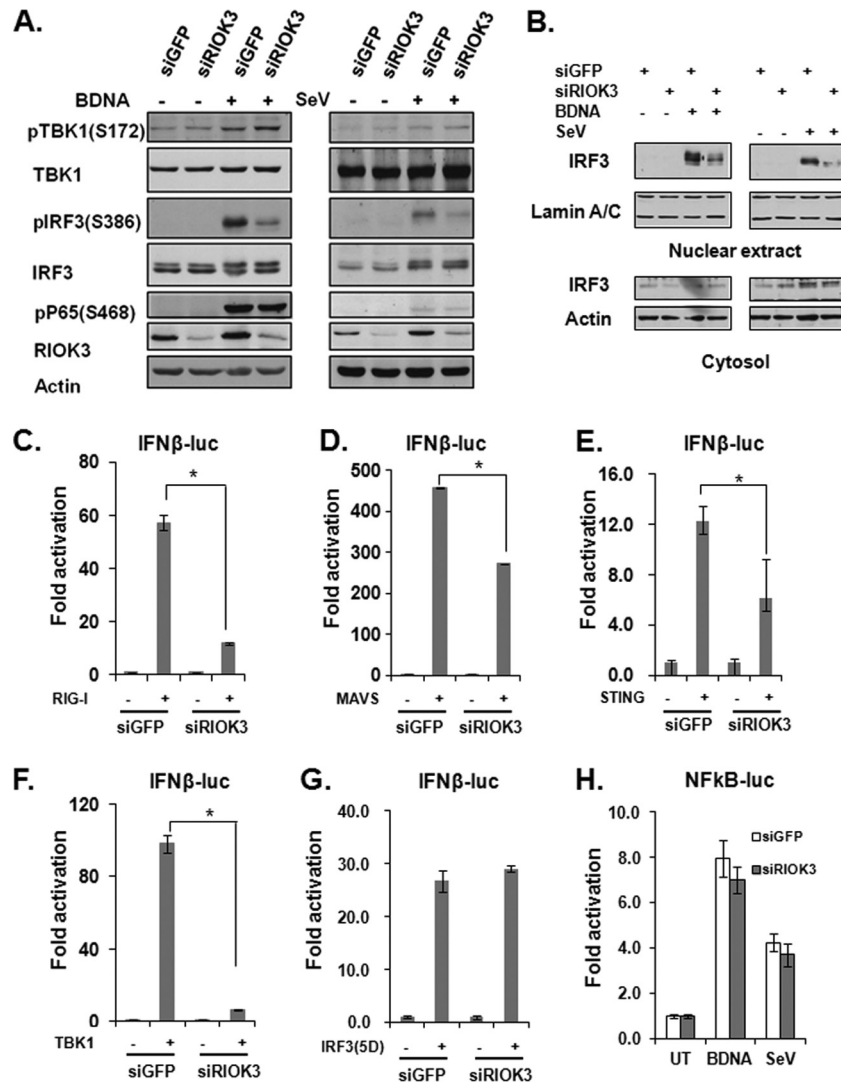 A.
siGFP siRIOK3 siGFP siRIOK3 siGFP siRIOK3 siGFP siRIOK3
BDNA - - + + SeV - - + +
pTBK1(S172)
TBK1
pIRF3(S386)
IRF3
pP65(S468)
RIOK3
Actin
B.
siGFP + + + +
siRIOK3 + + + +
BDNA - - + +
SeV - - + +
IRF3
Lamin A/C
Nuclear extract
IRF3
Actin
Cytosol
C.
IFNβ-luc
Fold activation
80
60
40
20
0
RIG-I - + - +
siGFP siRIOK3
D.
IFNβ-luc
Fold activation
500
400
300
200
100
0
MAVS - + - +
siGFP siRIOK3
E.
IFNβ-luc
Fold activation
16.0
12.0
8.0
4.0
0.0
STING - + - +
siGFP siRIOK3
F.
IFNβ-luc
Fold activation
120
80
40
0
TBK1 - + - +
siGFP siRIOK3
G.
IFNβ-luc
Fold activation
40.0
30.0
20.0
10.0
0.0
IRF3(5D) - + - +
siGFP siRIOK3
H.
NFkB-luc
Fold activation
10.0
8.0
6.0
4.0
2.0
0.0
siGFP
siRIOK3
UT BDNA SeV